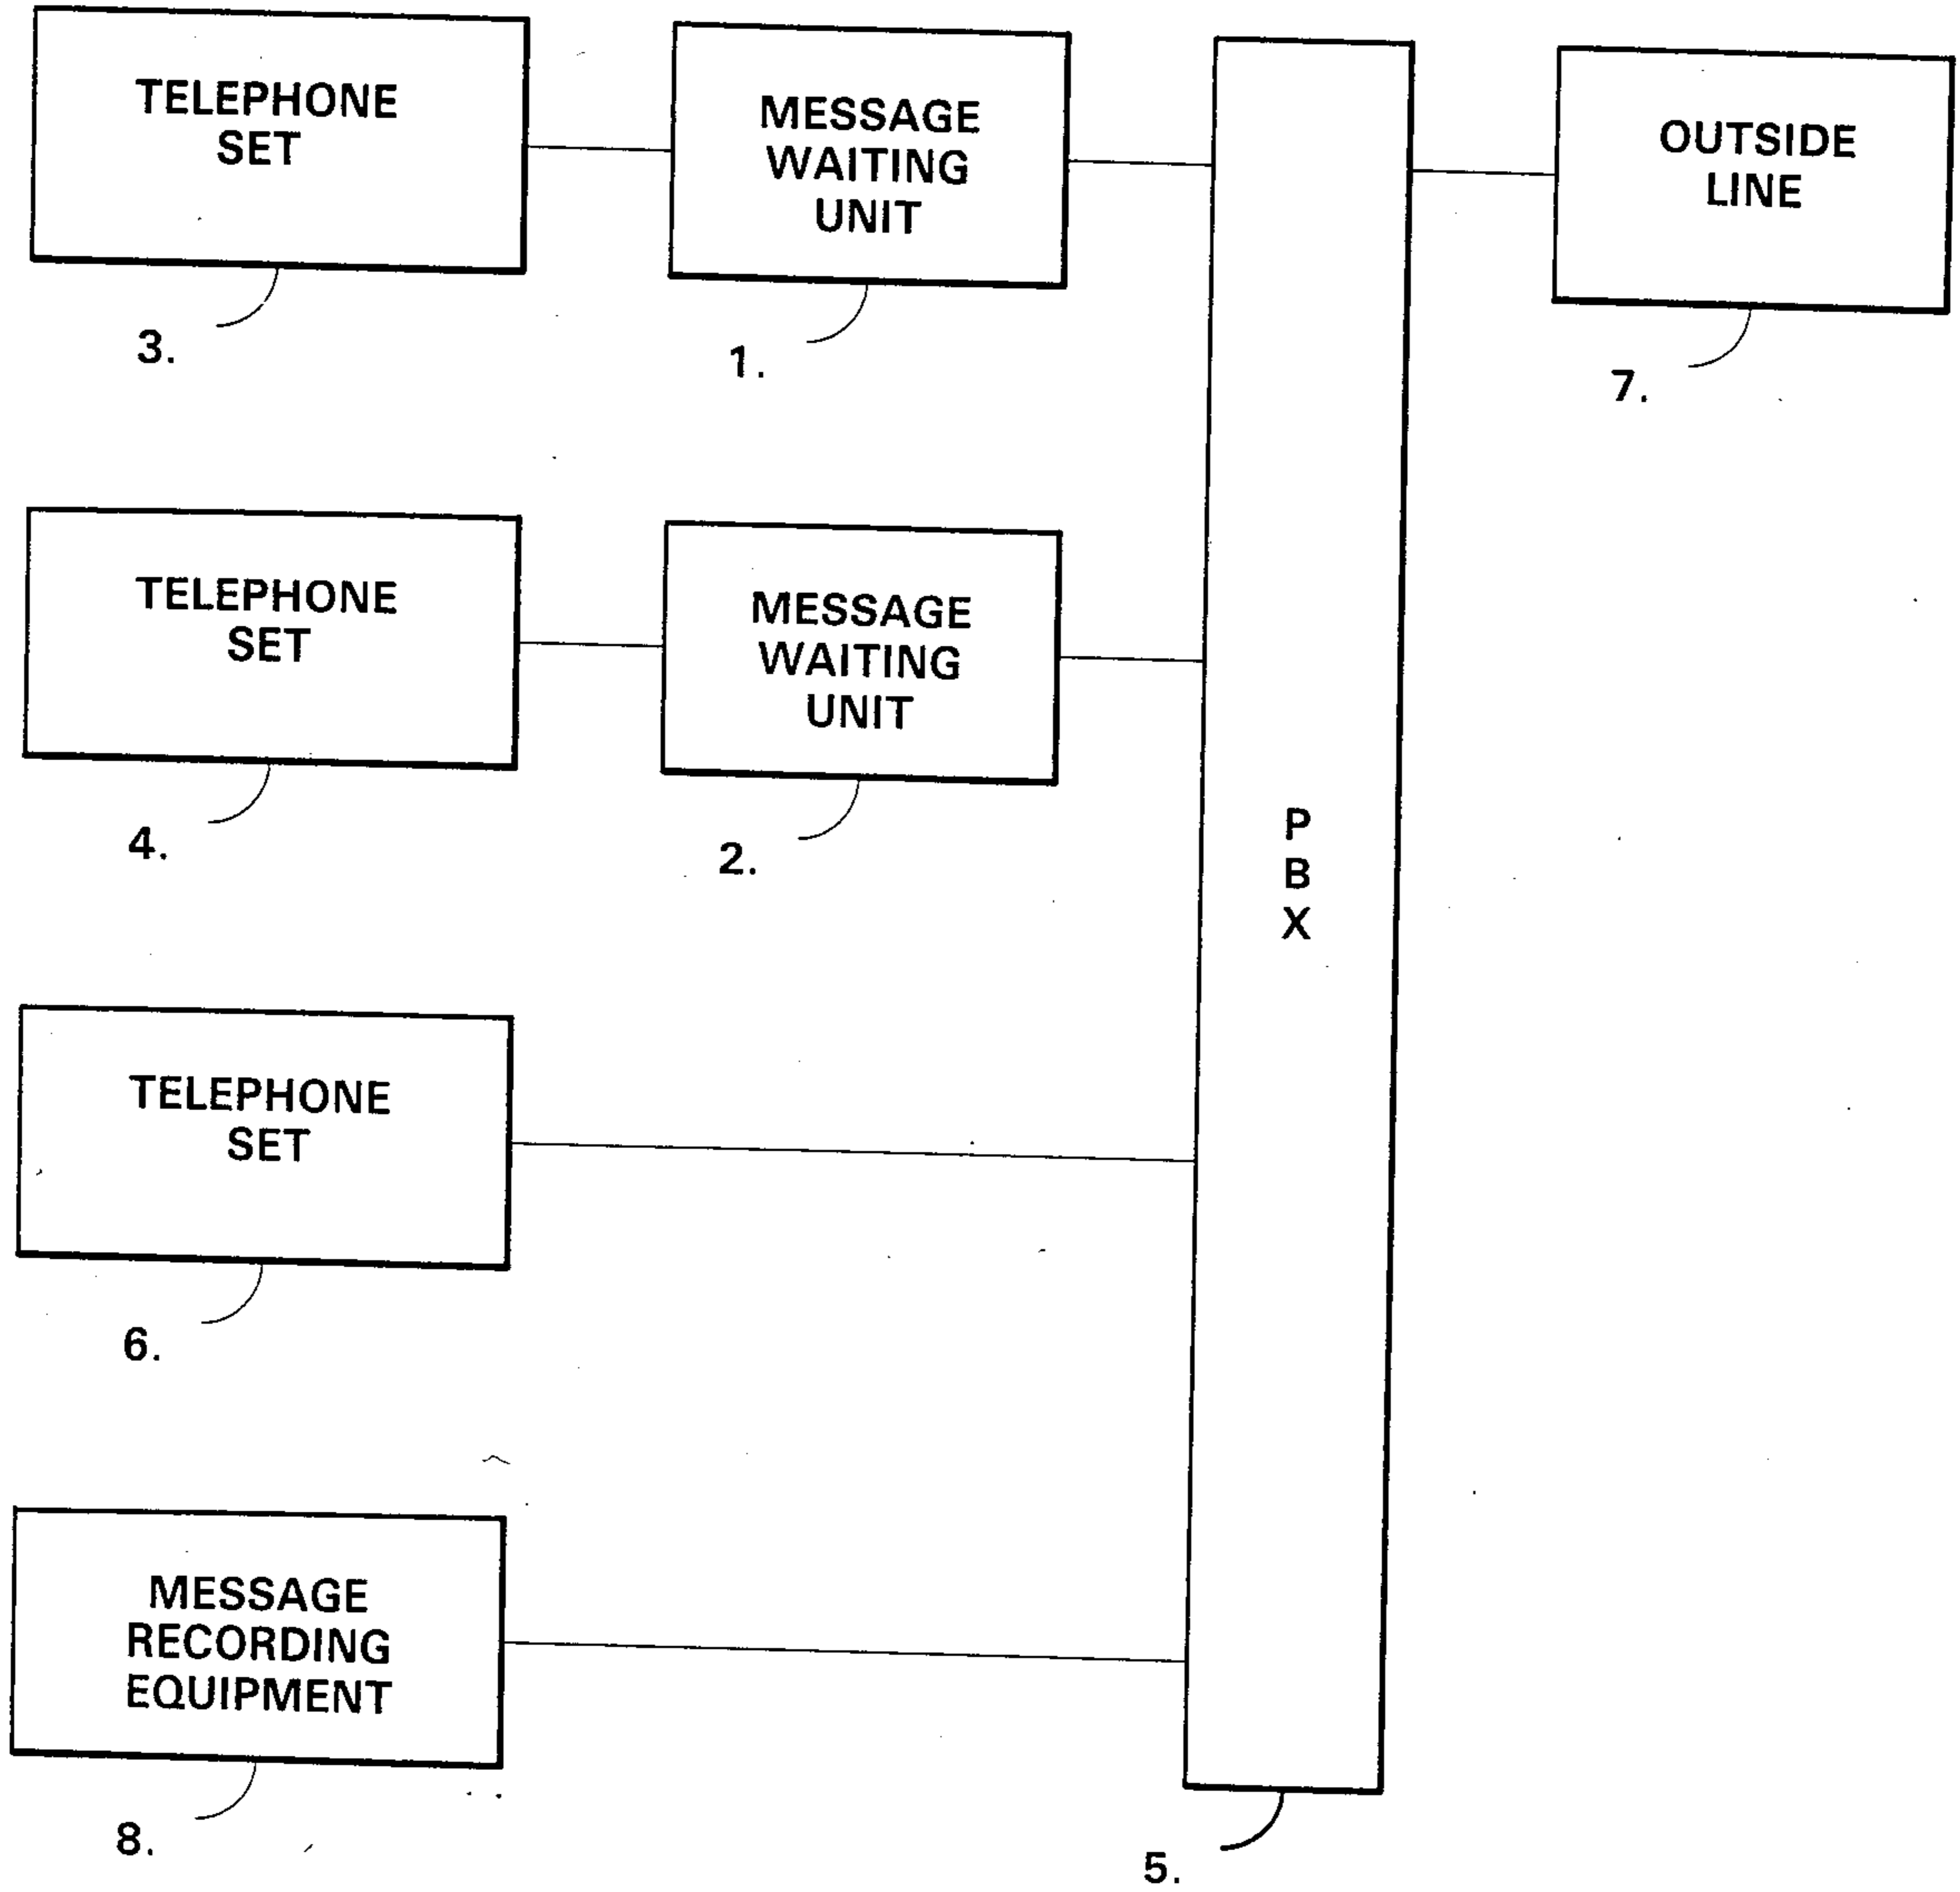 TELEPHONE
SET
3.
MESSAGE
WAITING
UNIT
1.
OUTSIDE
LINE
7.
TELEPHONE
SET
4.
MESSAGE
WAITING
UNIT
2.
P
B
X
5.
TELEPHONE
SET
6.
MESSAGE
RECORDING
EQUIPMENT
8.